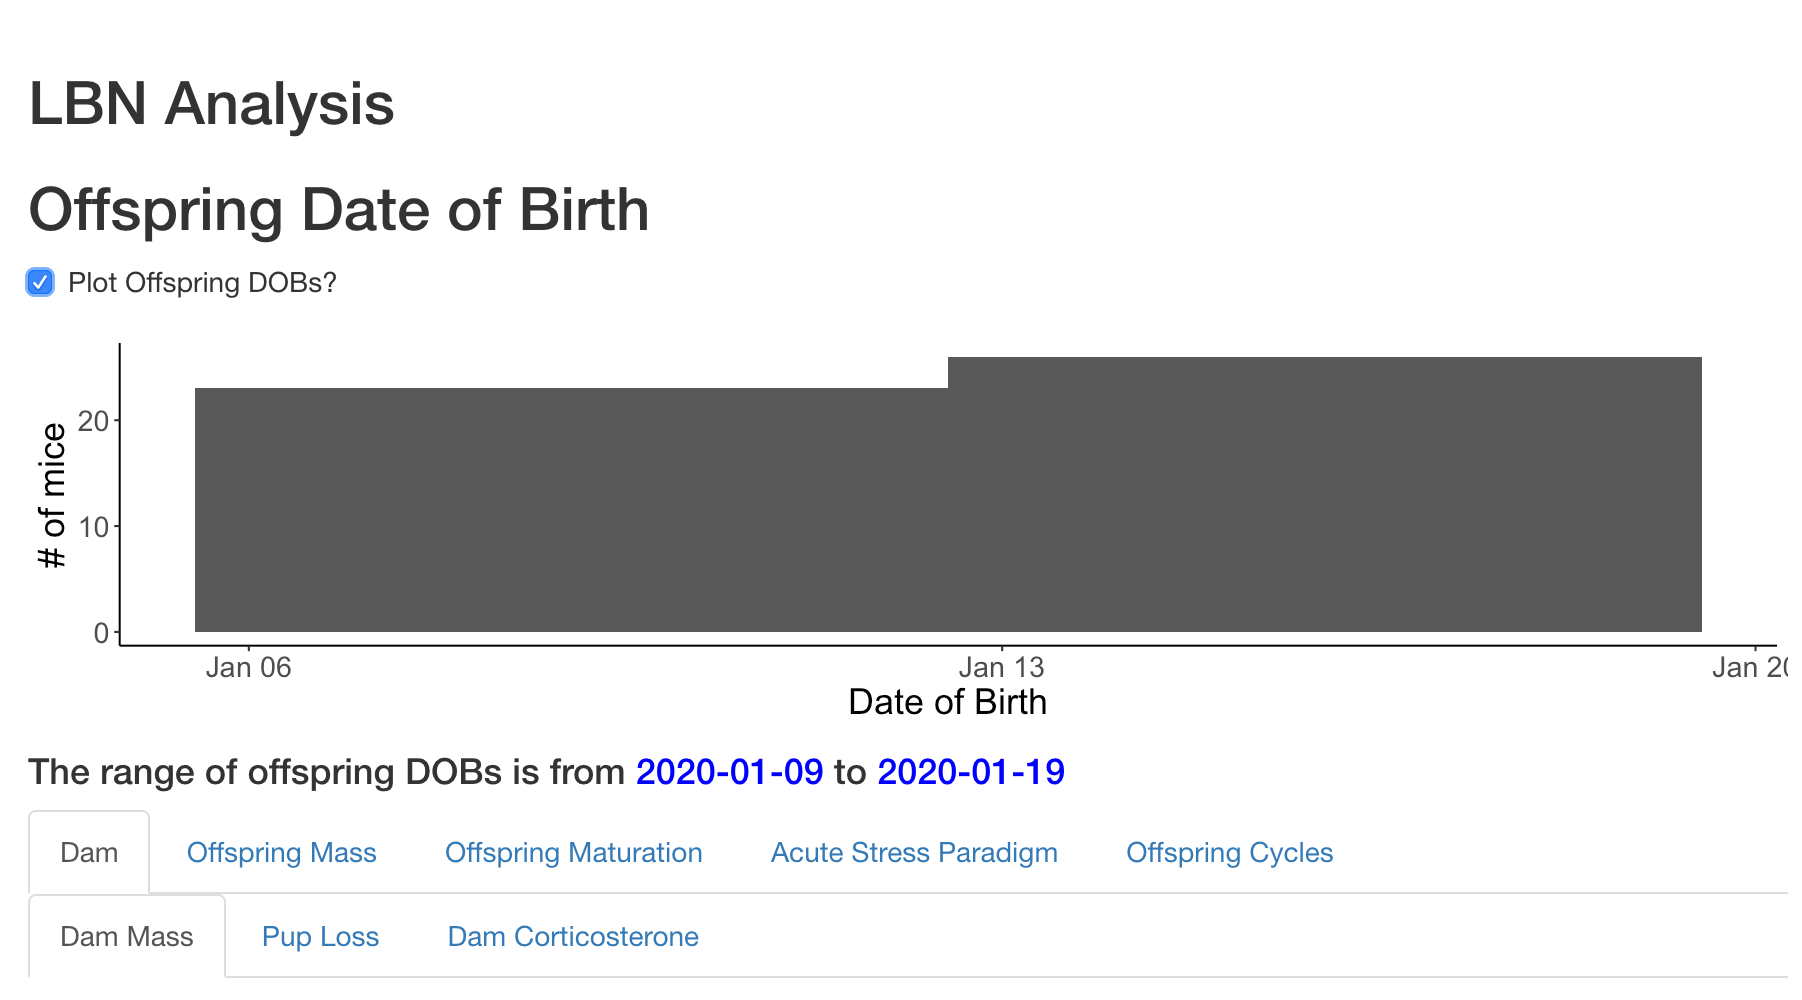 LBN Analysis
Offspring Date of Birth
Plot Offspring DOBs?
# of mice
20
10
0
Jan 06 Jan 13 Jan 20
Date of Birth
The range of offspring DOBs is from 2020-01-09 to 2020-01-19
Dam Offspring Mass Offspring Maturation Acute Stress Paradigm Offspring Cycles
Dam Mass Pup Loss Dam Corticosterone